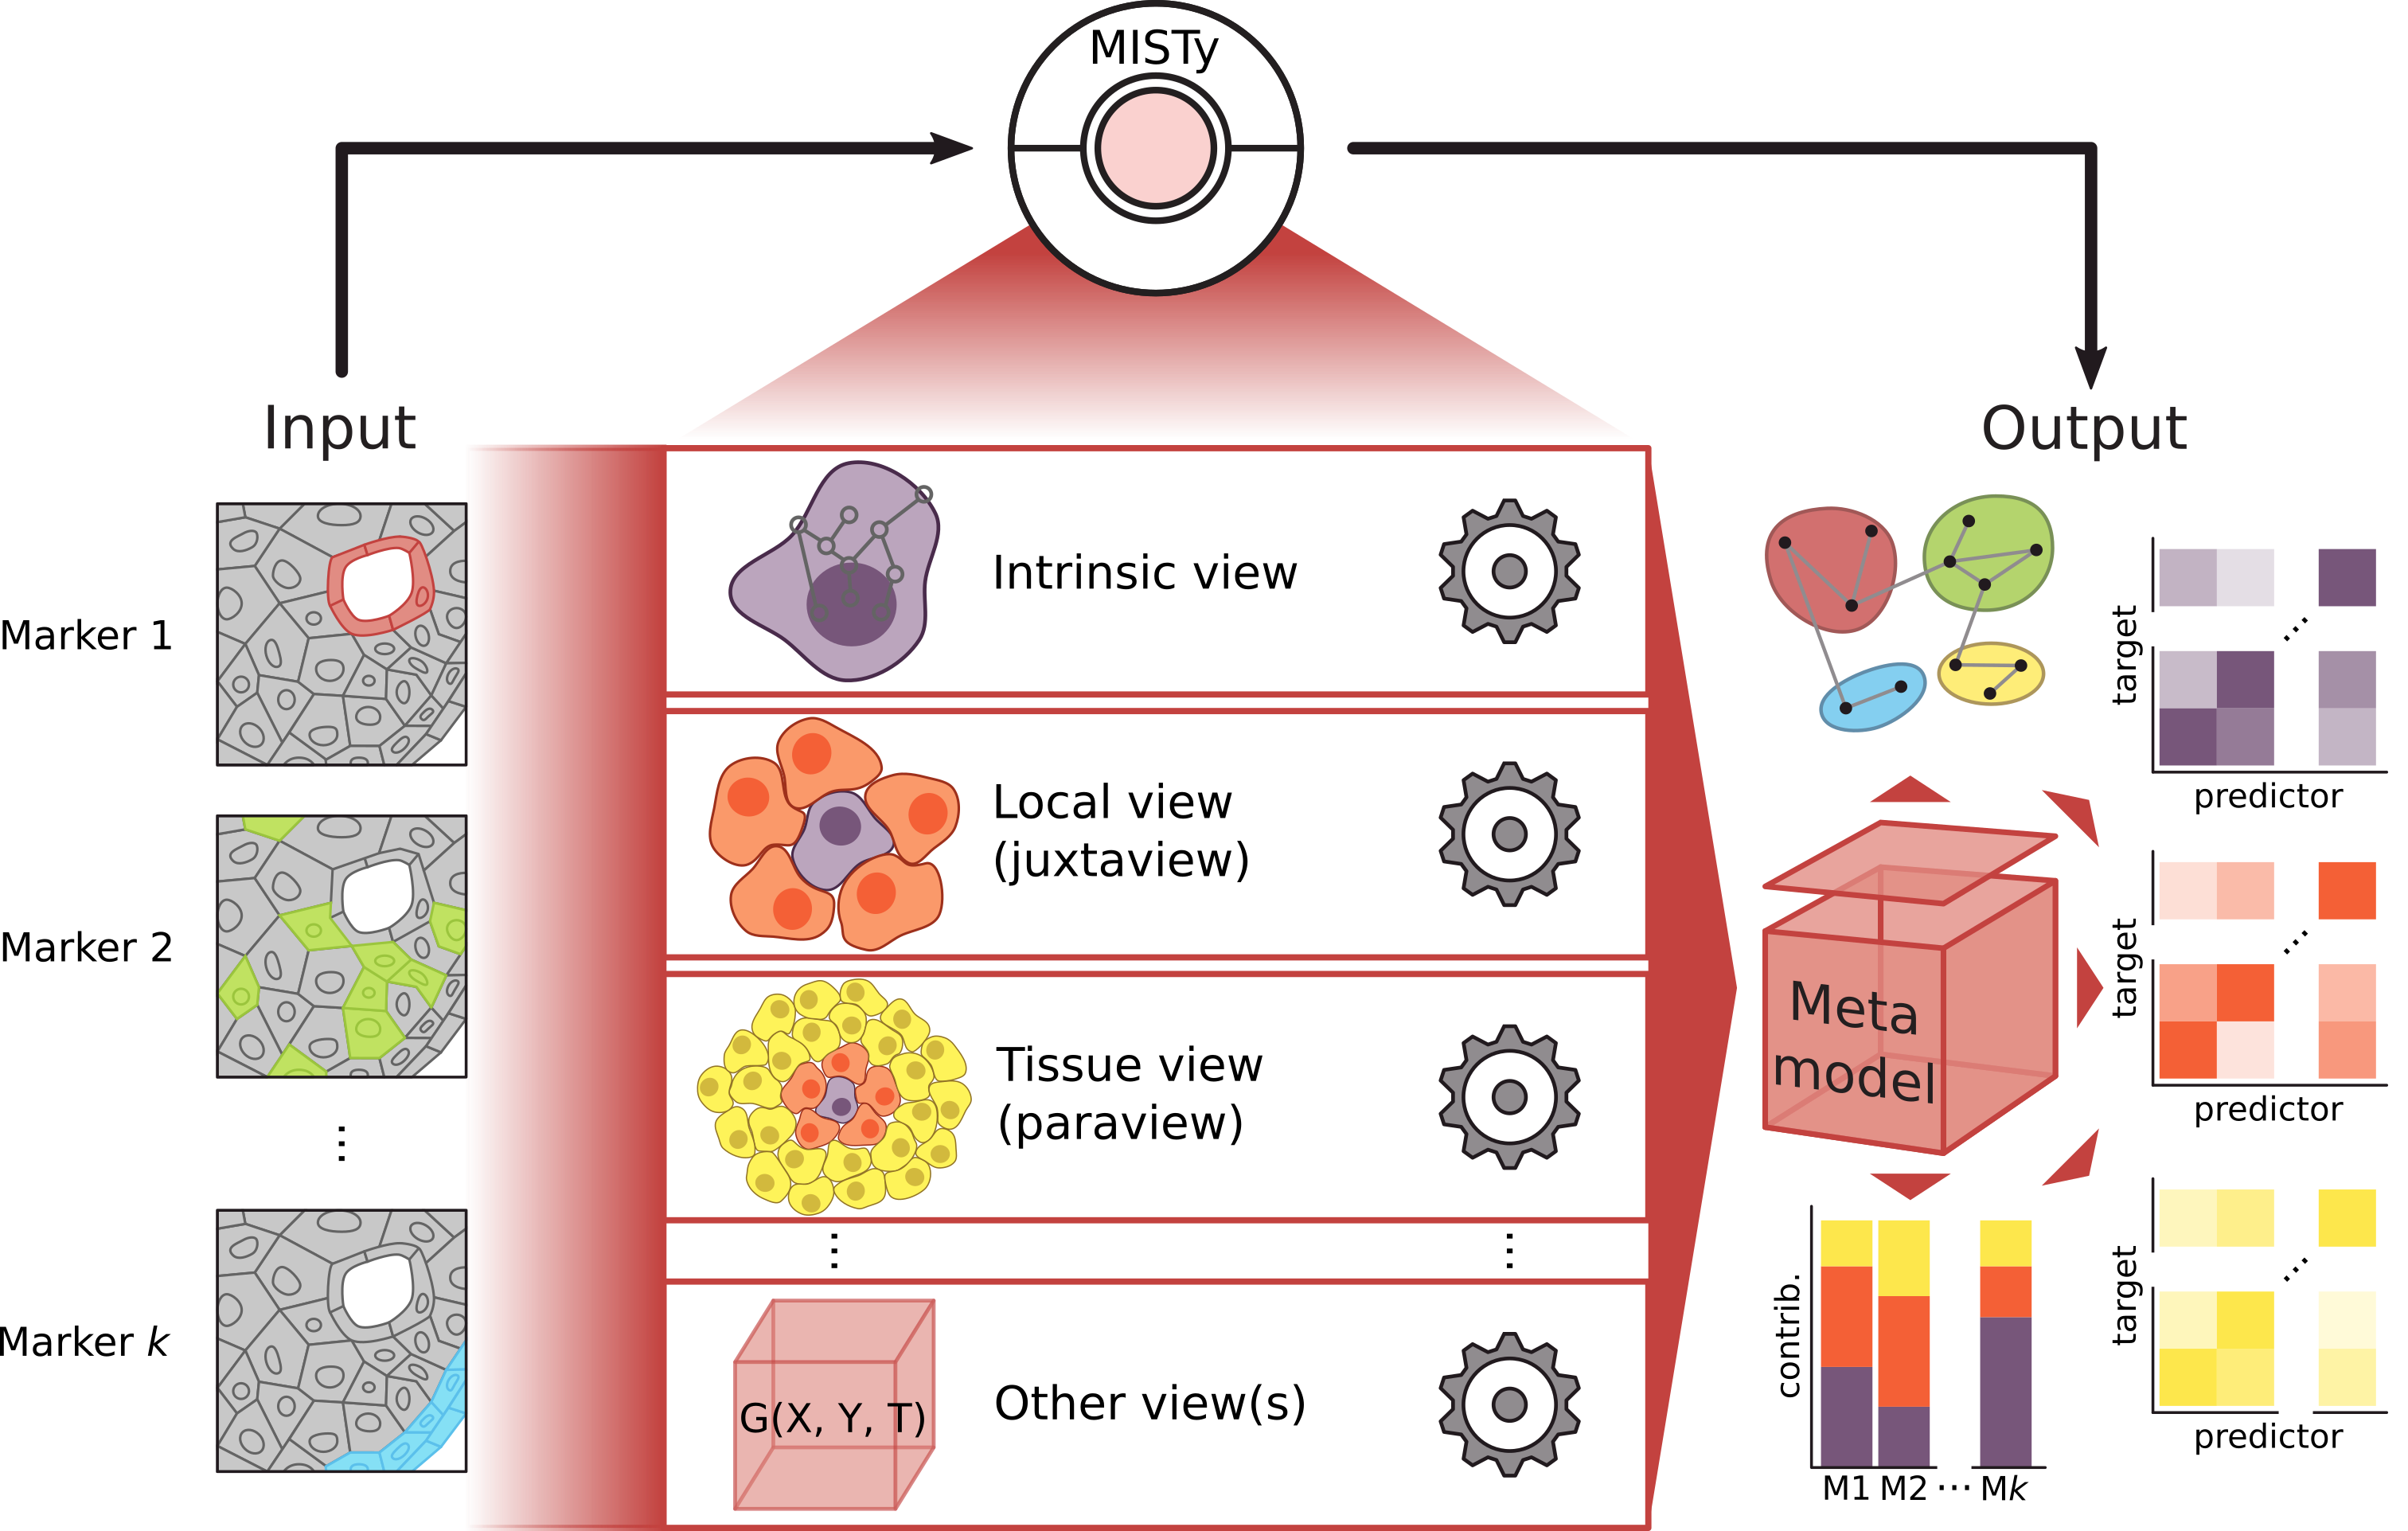 MISTy
Input
Output
Marker 1
Marker 2
⋮
Marker k
Intrinsic view
Local view
(juxtaview)
Tissue view
(paraview)
⋮
⋮
Other view(s)
G(X, Y, T)
Meta
model
target
predictor
target
predictor
target
predictor
contrib.
M1 M2 ··· Mk